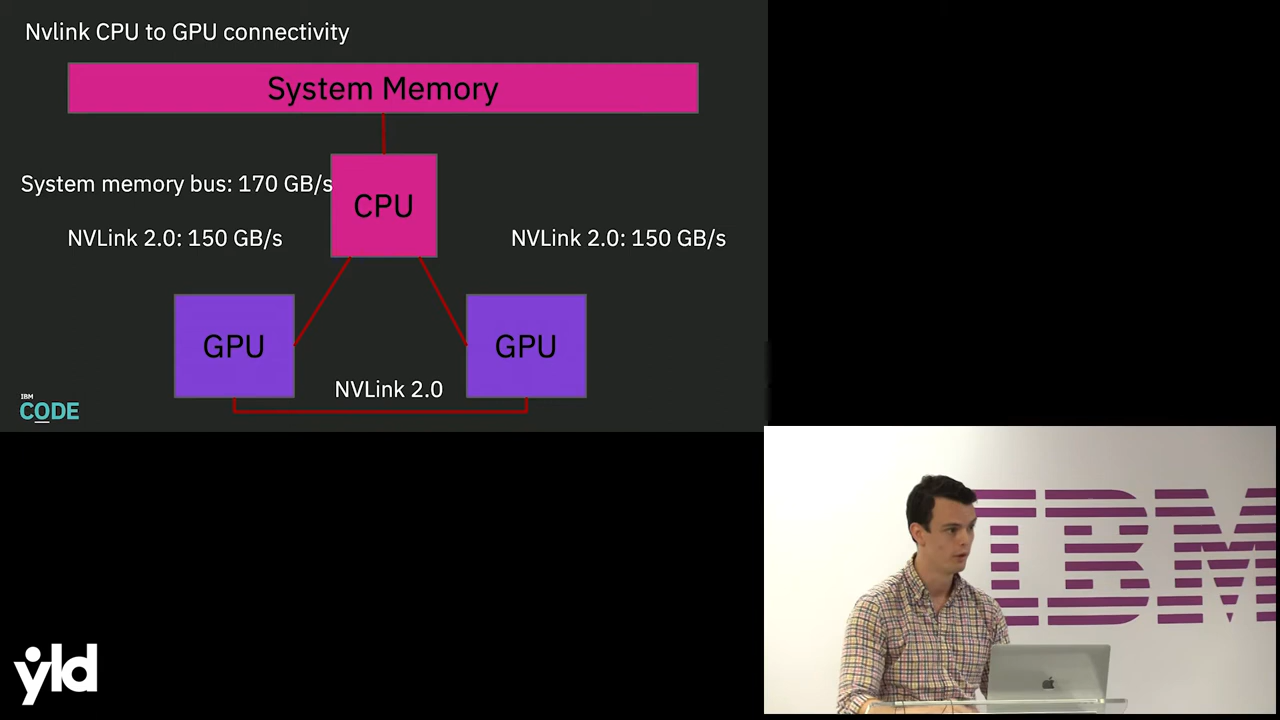 Nvlink CPU to GPU connectivity
System Memory
System memory bus: 170 GB/s
CPU
NVLink 2.0: 150 GB/s
NVLink 2.0: 150 GB/s
GPU
GPU
NVLink 2.0
IBM
CODE
IBM
yld